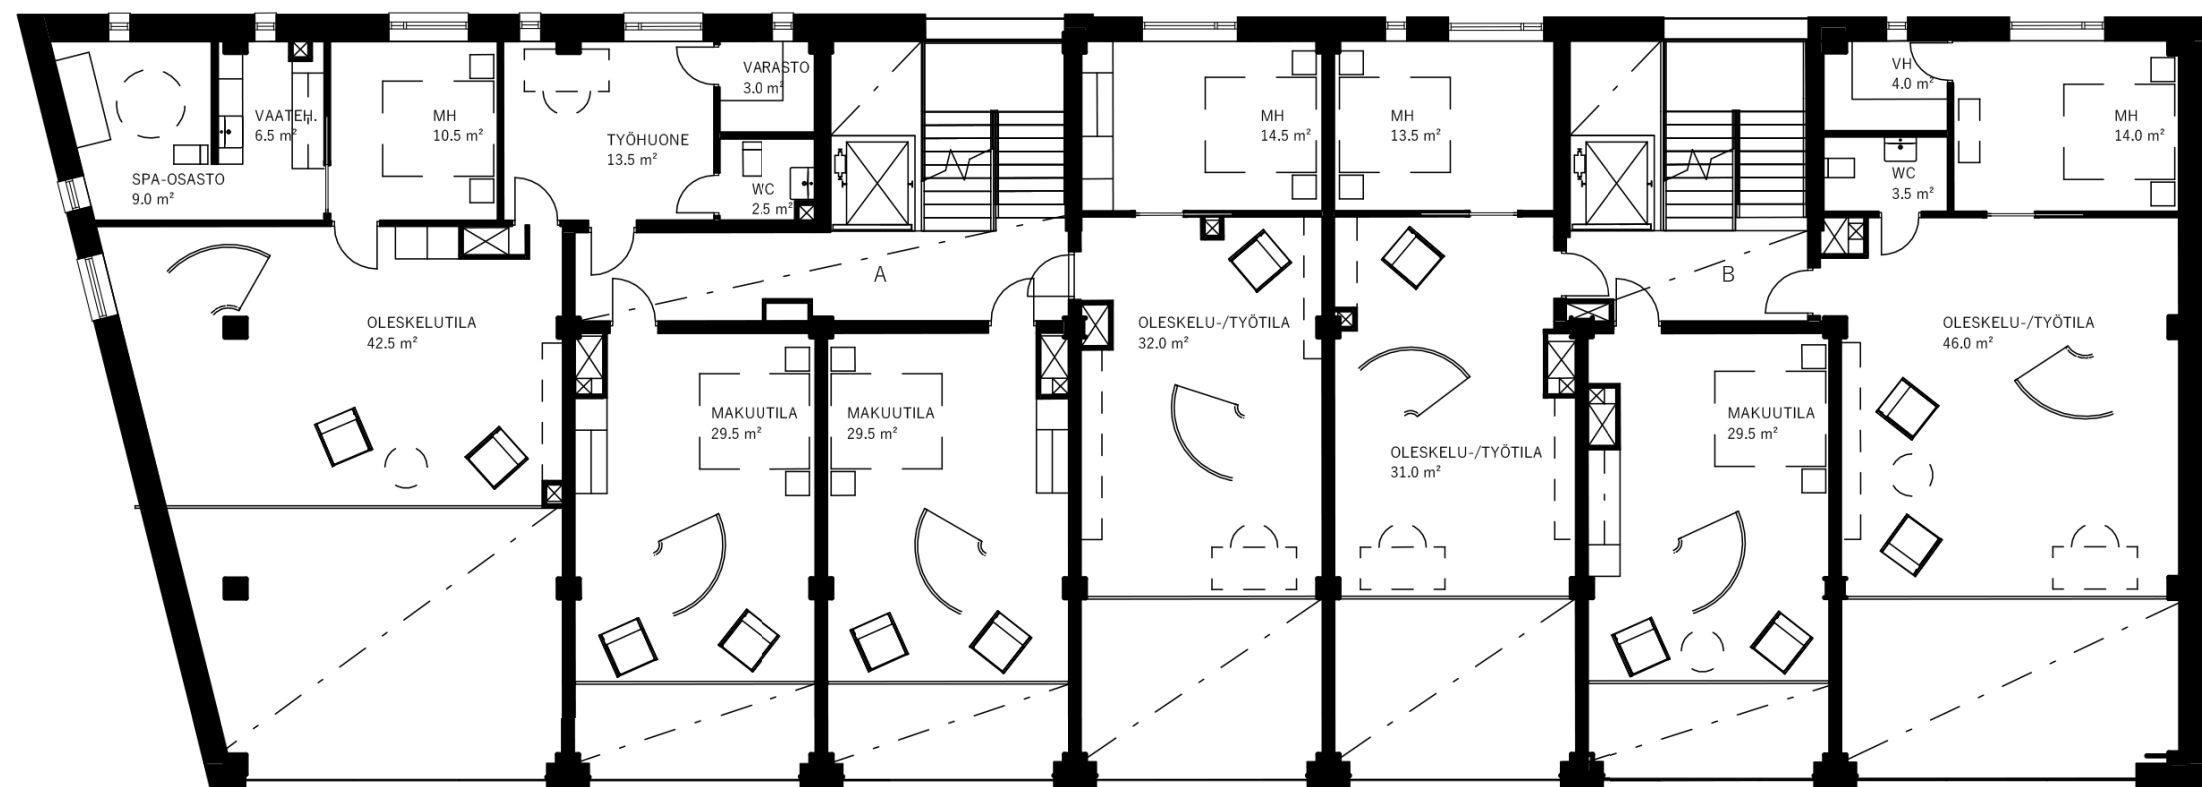 SPA-OSASTO
9.0 m²
VAATEH.
6.5 m²
MH
10.5 m²
TYÖHUONE
13.5 m²
VARASTO
3.0 m²
WC
2.5 m²
MH
14.5 m²
MH
13.5 m²
VH
4.0 m²
WC
3.5 m²
MH
14.0 m²
A
B
OLESKELUTILA
42.5 m²
MAKUUTILA
29.5 m²
MAKUUTILA
29.5 m²
OLESKELU-/TYÖTILA
32.0 m²
OLESKELU-/TYÖTILA
31.0 m²
MAKUUTILA
29.5 m²
OLESKELU-/TYÖTILA
46.0 m²